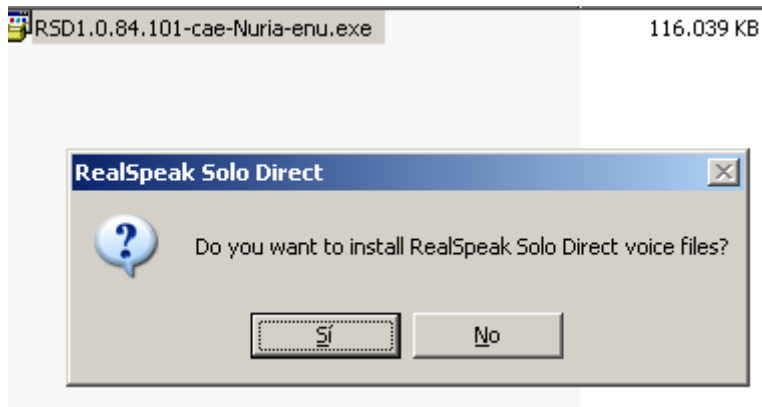 RSD1.0.84.101-cae-Nuria-enu.exe 116.039 KB
RealSpeak Solo Direct
Do you want to install RealSpeak Solo Direct voice files?
Sí No